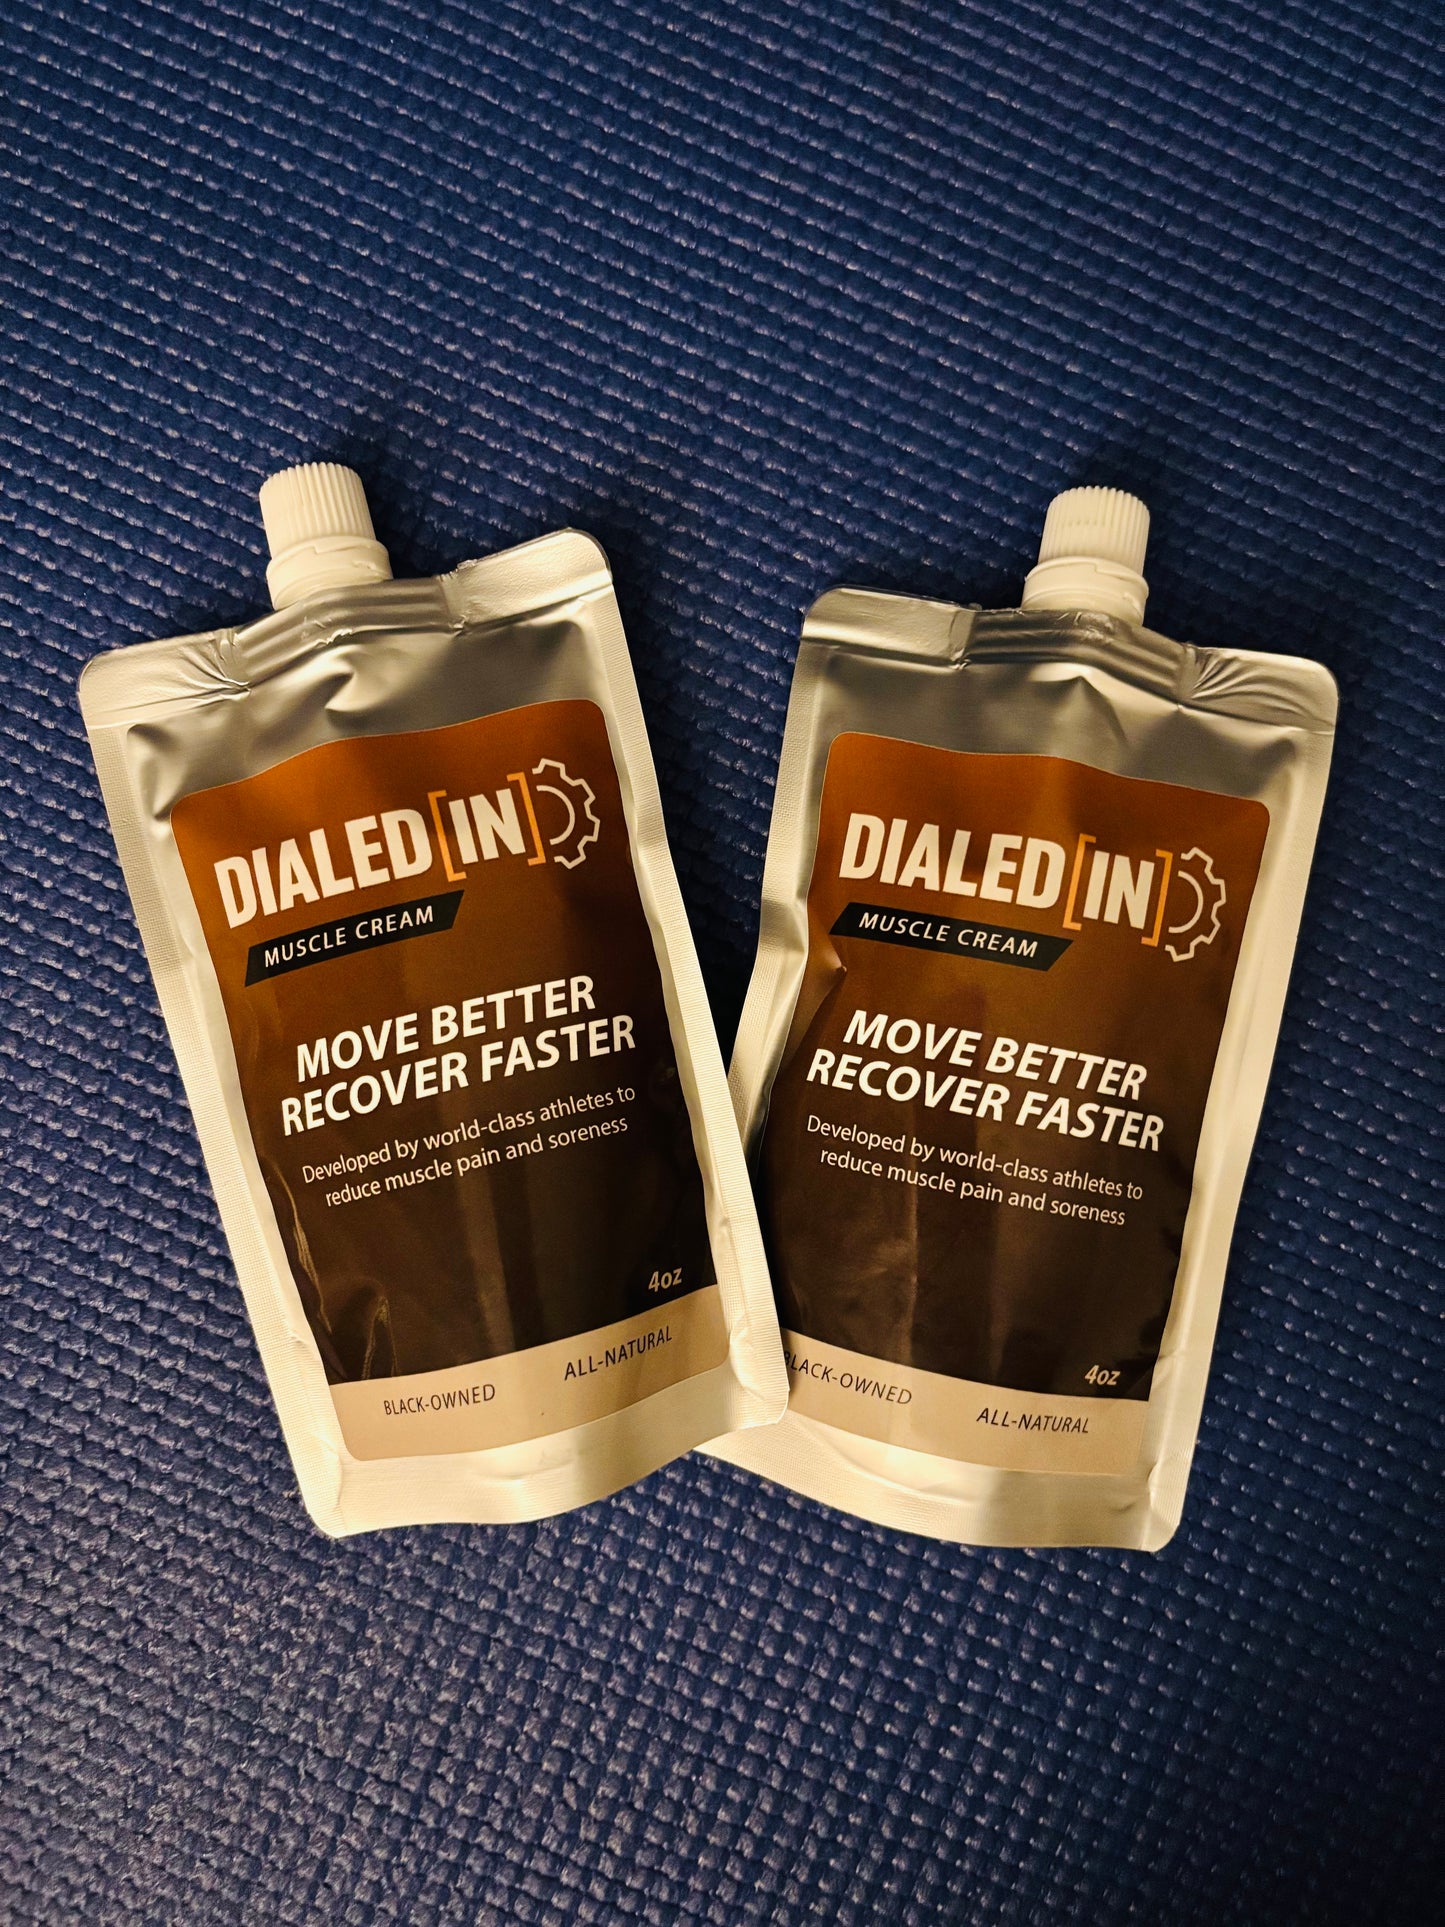 DIALED[IN]
MUSCLE CREAM
MOVE BETTER
RECOVER FASTER
Developed by world-class athletes to
reduce muscle pain and soreness
4oz
BLACK-OWNED
ALL-NATURAL
DIALED[IN]
MUSCLE CREAM
MOVE BETTER
RECOVER FASTER
Developed by world-class athletes to
reduce muscle pain and soreness
4oz
BLACK-OWNED
ALL-NATURAL